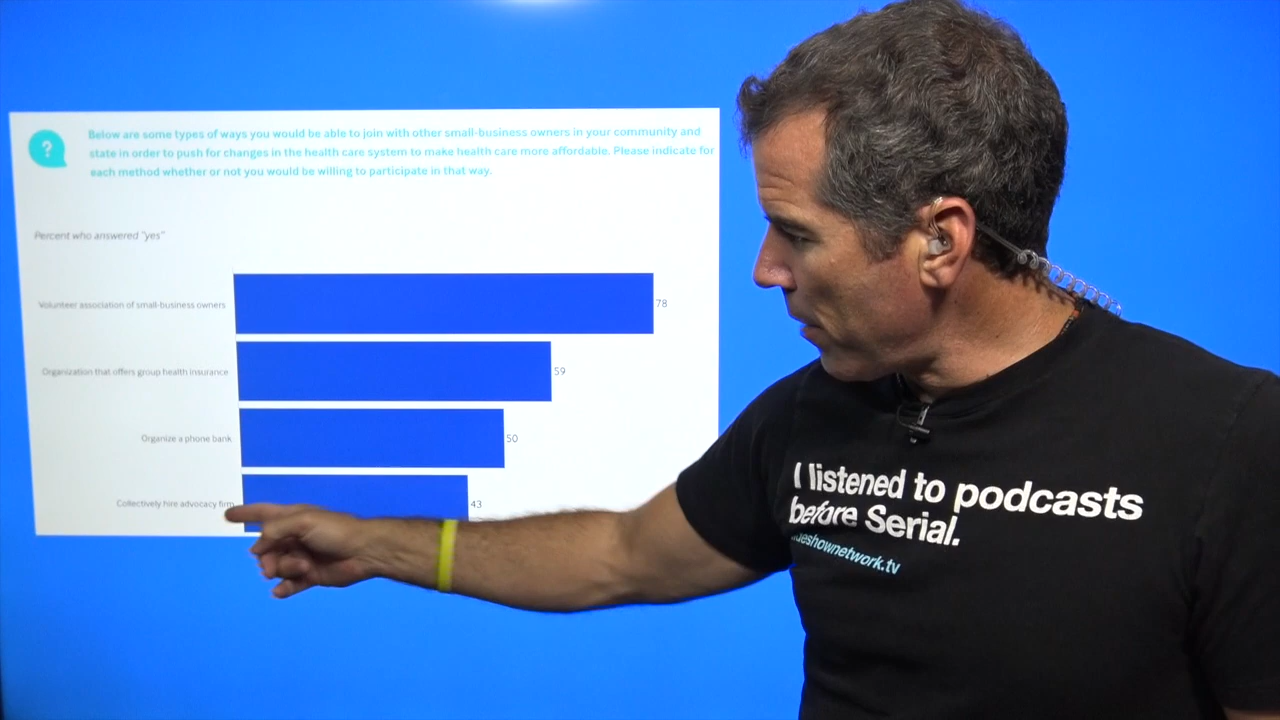 Below are some types of ways you would be able to join with other small-business owners in your community and
state in order to push for changes in the health care system to make health care more affordable. Please indicate for
each method whether or not you would be willing to participate in that way.
?
Percent who answered "yes"
Volunteer association of small-business owners 78
Organization that offers group health insurance 59
Organize a phone bank 50
Collectively hire advocacy firm 43
I listened to podcasts
before Serial.